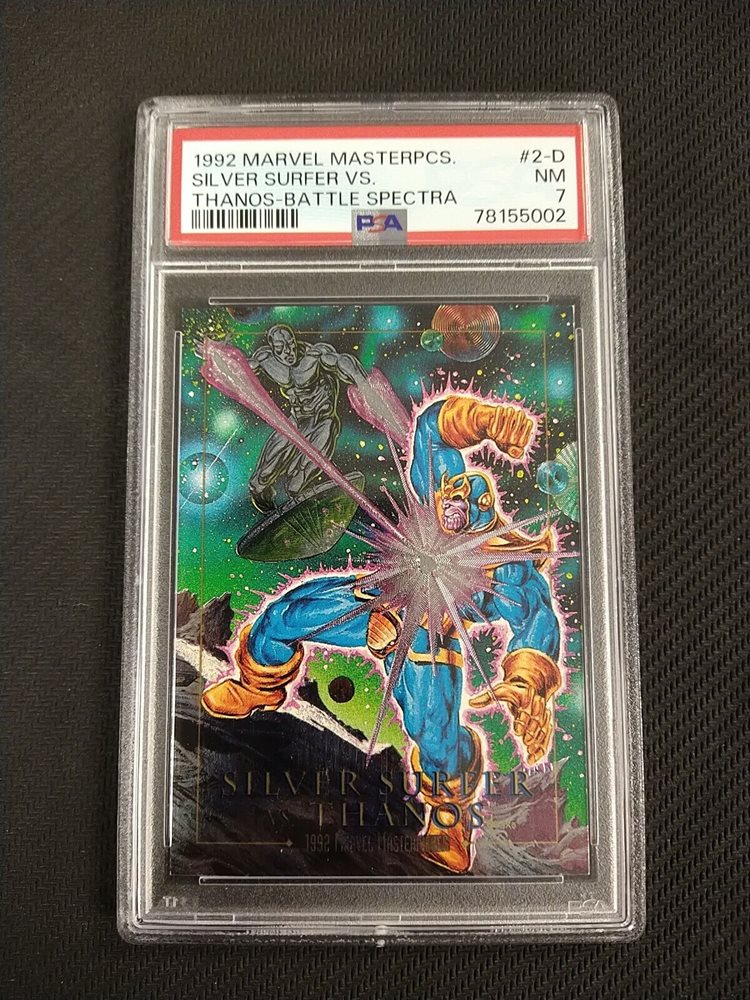 1992 MARVEL MASTERPCS. #2-D
SILVER SURFER VS. NM
THANOS-BATTLE SPECTRA 7
PSA 78155002
SILVER SURFER
VS. THANOS
1992 MARVEL MASTERPIECES
PSA